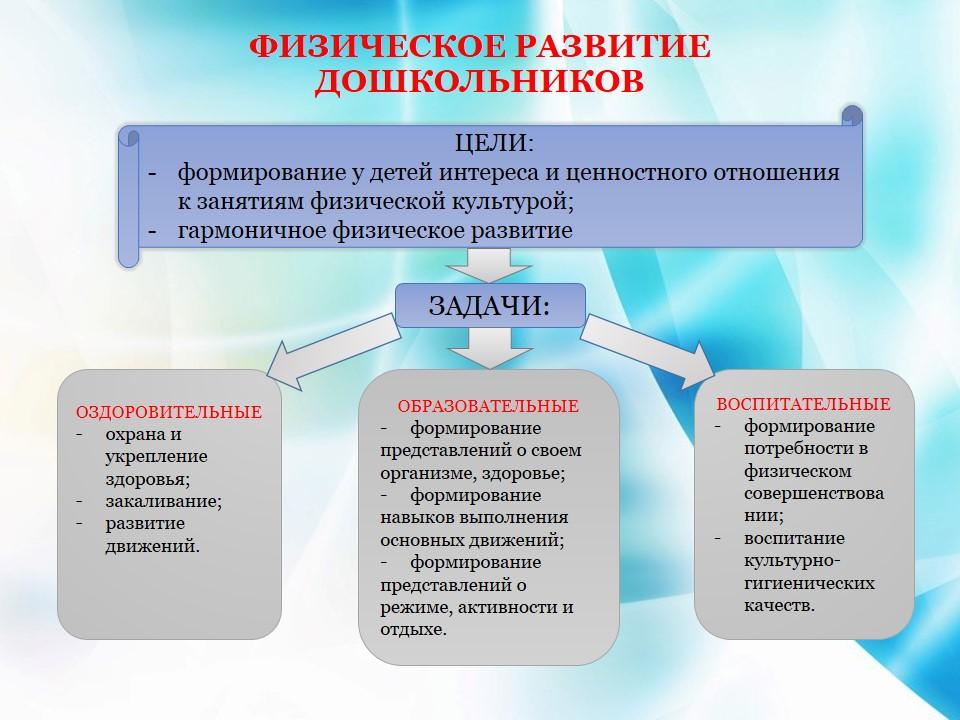 ФИЗИЧЕСКОЕ РАЗВИТИЕ
ДОШКОЛЬНИКОВ
ЦЕЛИ:
- формирование у детей интереса и ценностного отношения
к занятиям физической культурой;
- гармоничное физическое развитие
ЗАДАЧИ:
ОЗДОРОВИТЕЛЬНЫЕ
- охрана и
укрепление
здоровья;
- закаливание;
- развитие
движений.
ОБРАЗОВАТЕЛЬНЫЕ
- формирование
представлений о своем
организме, здоровье;
- формирование
навыков выполнения
основных движений;
- формирование
представлений о
режиме, активности и
отдыхе.
ВОСПИТАТЕЛЬНЫЕ
- формирование
потребности в
физическом
совершенствова
нии;
- воспитание
культурно-
гигиенических
качеств.